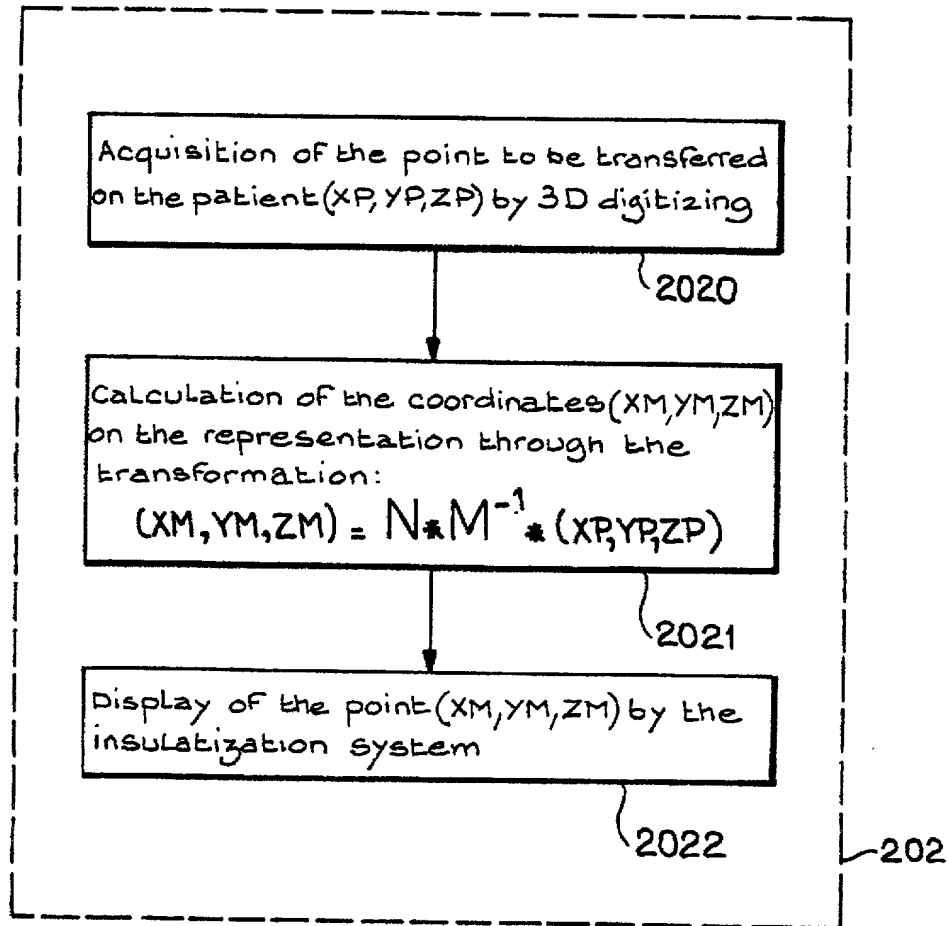 Acquisition of the point to be transferred
on the patient (XP, YP, ZP) by 3D digitizing
2020
Calculation of the coordinates (XM, YM, ZM)
on the representation through the
transformation:
(XM, YM, ZM) = N * M⁻¹ * (XP, YP, ZP)
2021
Display of the point (XM, YM, ZM) by the
insulatization system
2022
202